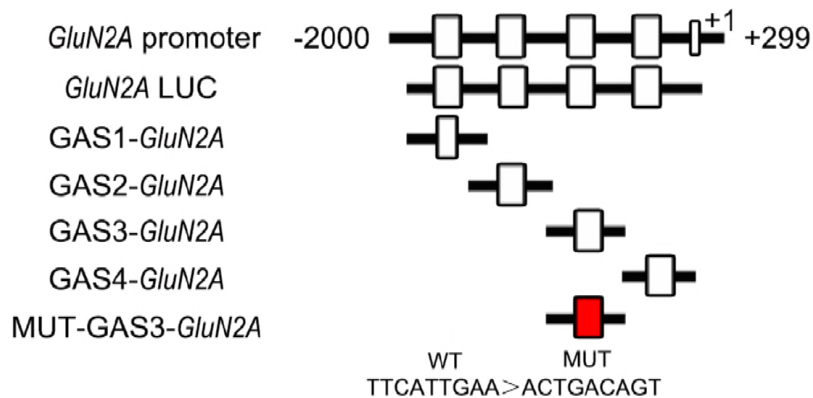 GluN2A promoter -2000 +1 +299
GluN2A LUC
GAS1-GluN2A
GAS2-GluN2A
GAS3-GluN2A
GAS4-GluN2A
MUT-GAS3-GluN2A
WT MUT
TTCATTGAA>ACTGACAGT